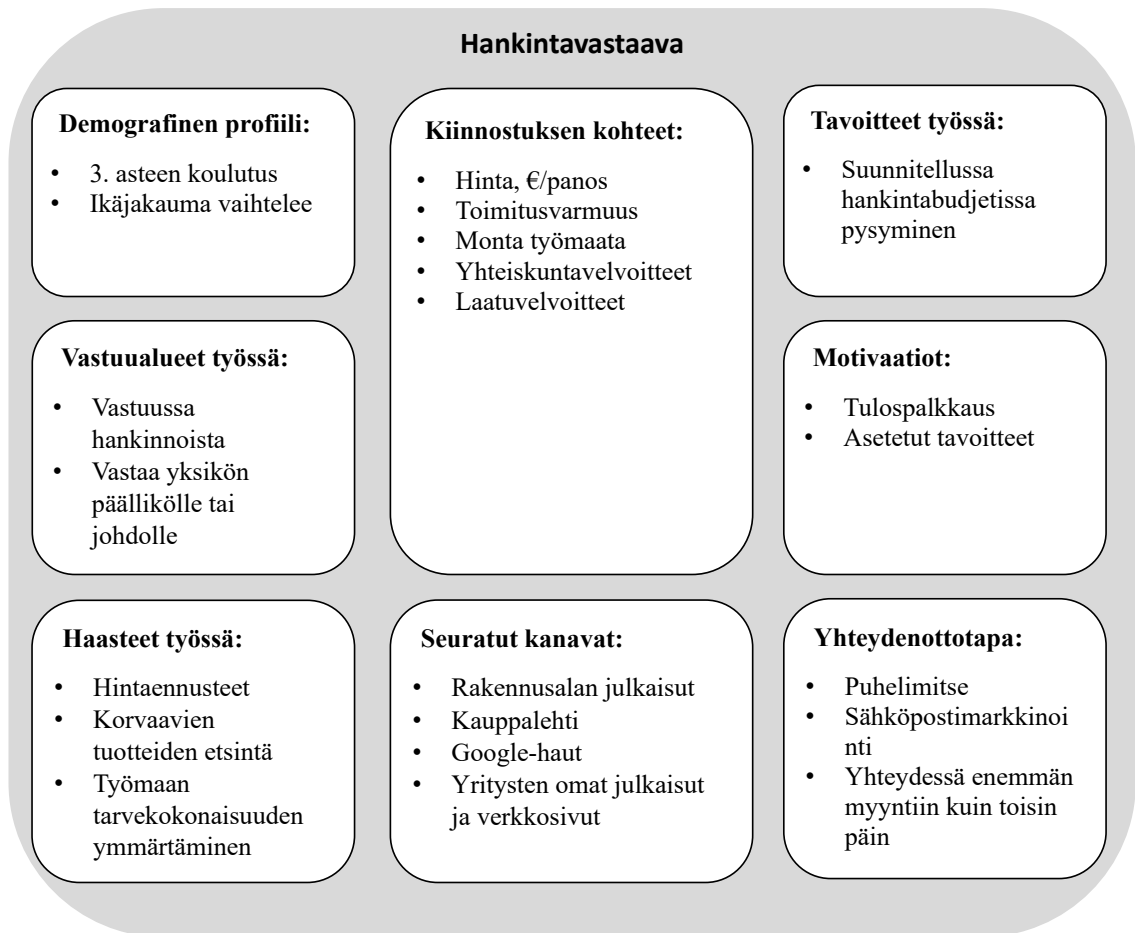 Hankintavastaava
Demografinen profiili:
• 3. asteen koulutus
• Ikäjakauma vaihtelee
Kiinnostuksen kohteet:
• Hinta, €/panos
• Toimitusvarmuus
• Monta työmaata
• Yhteiskuntavelvoitteet
• Laatuvelvoitteet
Tavoitteet työssä:
• Suunnitellussa
hankintabudjetissa
pysyminen
Vastuualueet työssä:
• Vastuussa
hankinnoista
• Vastaa yksikön
päällikölle tai
johdolle
Motivaatiot:
• Tulospalkkaus
• Asetetut tavoitteet
Haasteet työssä:
• Hintaennusteet
• Korvaavien
tuotteiden etsintä
• Työmaan
tarvekokonaisuuden
ymmärtäminen
Seuratut kanavat:
• Rakennusalan julkaisut
• Kauppalehti
• Google-haut
• Yritysten omat julkaisut
ja verkkosivut
Yhteydenottotapa:
• Puhelimitse
• Sähköpostimarkkinoi
nti
• Yhteydessä enemmän
myyntiin kuin toisin
päin